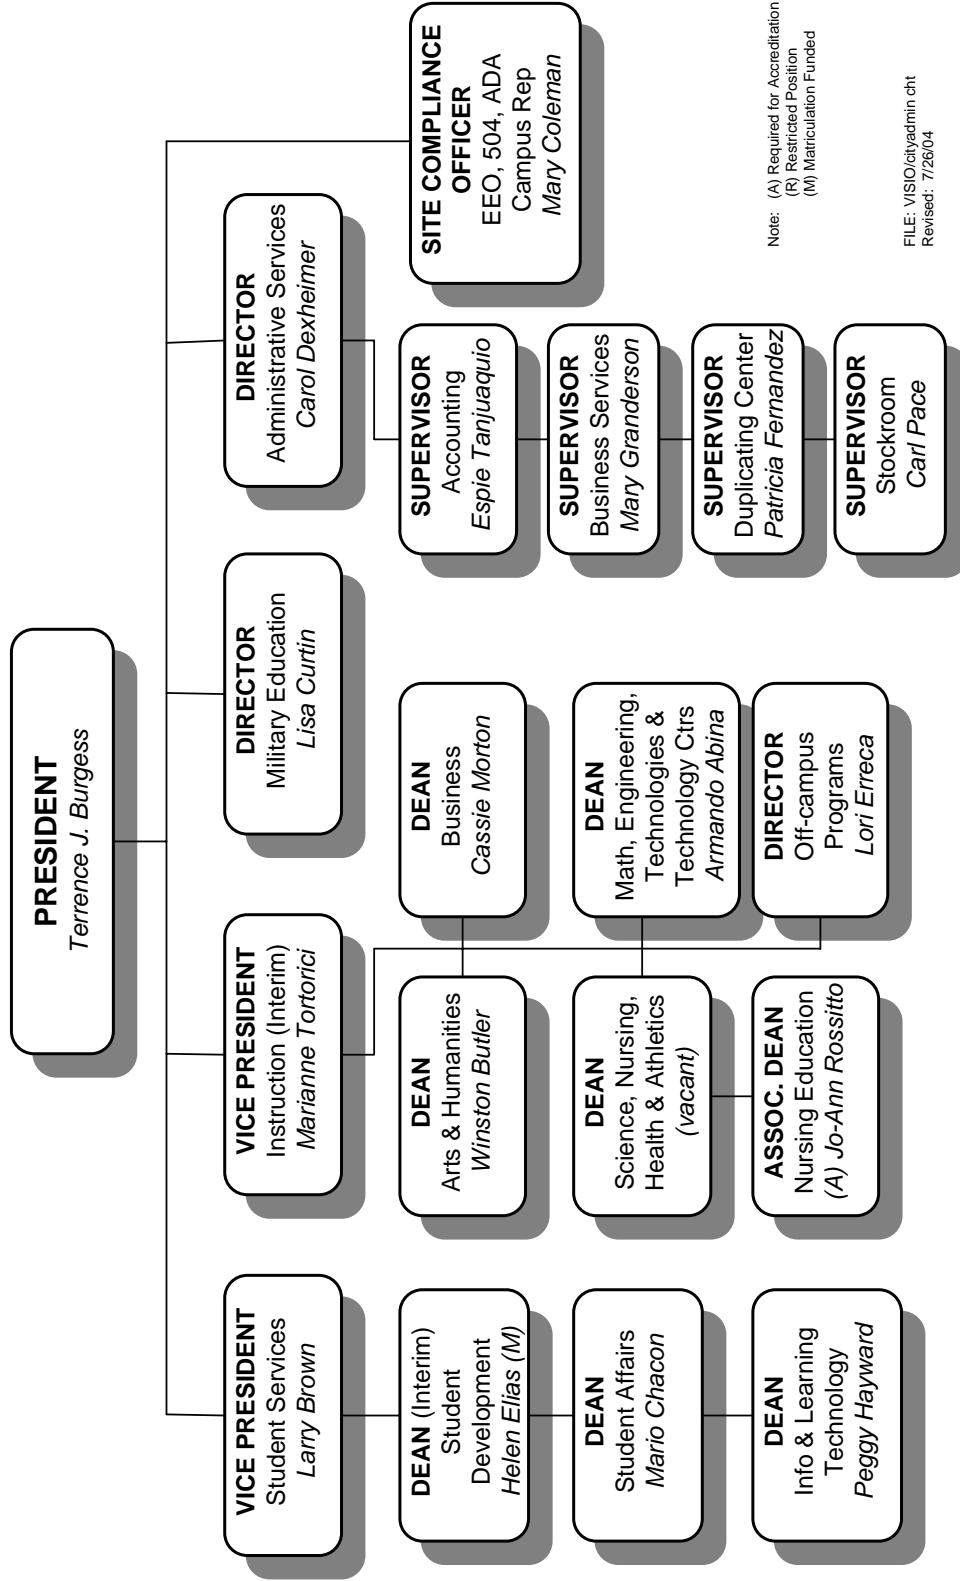 PRESIDENT
Terrence J. Burgess
VICE PRESIDENT
Student Services
Larry Brown
DEAN (Interim)
Student
Development
Helen Elias (M)
DEAN
Student Affairs
Mario Chacon
DEAN
Info & Learning
Technology
Peggy Hayward
VICE PRESIDENT
Instruction (Interim)
Marianne Tortorici
DEAN
Arts & Humanities
Winston Butler
DEAN
Business
Cassie Morton
DEAN
Science, Nursing,
Health & Athletics
(vacant)
DEAN
Math, Engineering,
Technologies &
Technology Ctrs
Armando Abina
ASSOC. DEAN
Nursing Education
(A) Jo-Ann Rossitto
DIRECTOR
Off-campus
Programs
Lori Erreca
DIRECTOR
Military Education
Lisa Curtin
DIRECTOR
Administrative Services
Carol Dexheimer
SUPERVISOR
Accounting
Espie Tanjuaquio
SUPERVISOR
Business Services
Mary Granderson
SUPERVISOR
Duplicating Center
Patricia Fernandez
SUPERVISOR
Stockroom
Carl Pace
SITE COMPLIANCE
OFFICER
EEO, 504, ADA
Campus Rep
Mary Coleman
Note: (A) Required for Accreditation
(R) Restricted Position
(M) Matriculation Funded
FILE: VISIO/cityadmin cht
Revised: 7/26/04